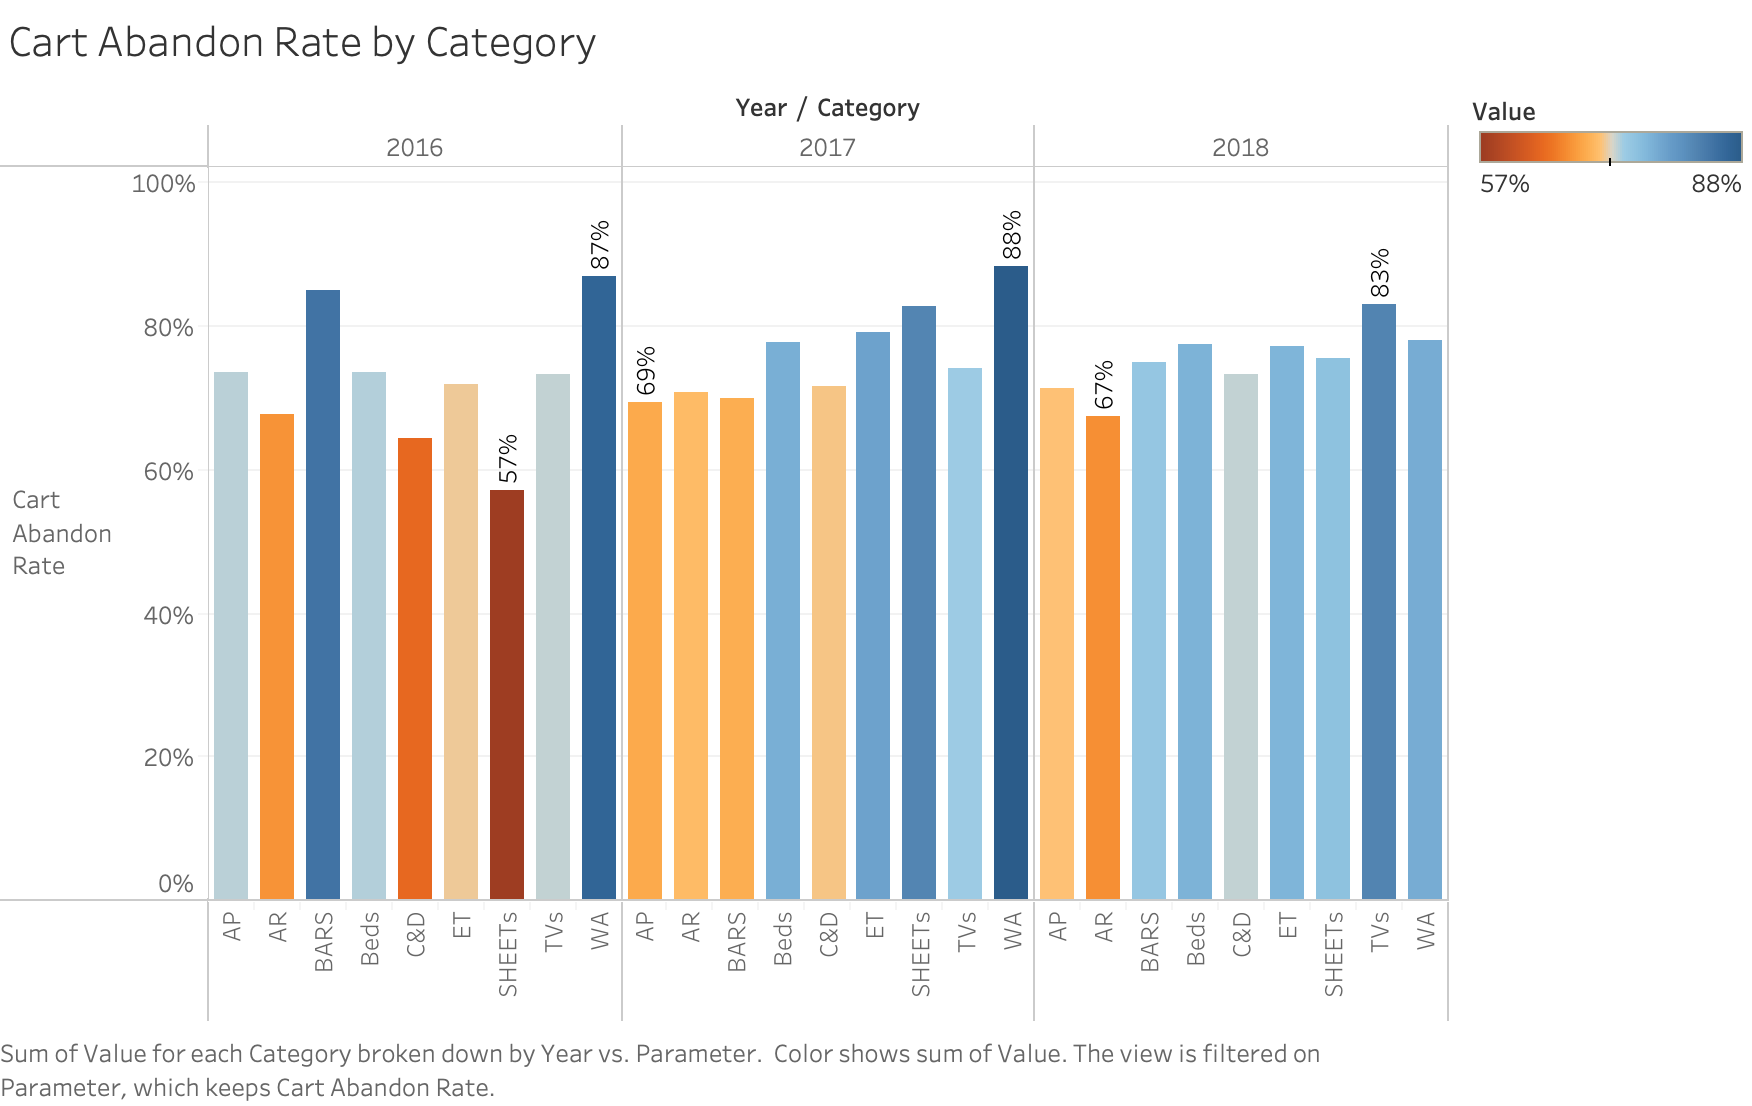 Cart Abandon Rate by Category
Year / Category
Value
2016
2017
2018
57%
88%
100%
80%
60%
40%
20%
0%
Cart
Abandon
Rate
87%
57%
69%
88%
67%
83%
AP
AR
BARS
Beds
C&D
ET
SHEETs
TVs
WA
AP
AR
BARS
Beds
C&D
ET
SHEETs
TVs
WA
AP
AR
BARS
Beds
C&D
ET
SHEETs
TVs
WA
Sum of Value for each Category broken down by Year vs. Parameter.  Color shows sum of Value. The view is filtered on
Parameter, which keeps Cart Abandon Rate.